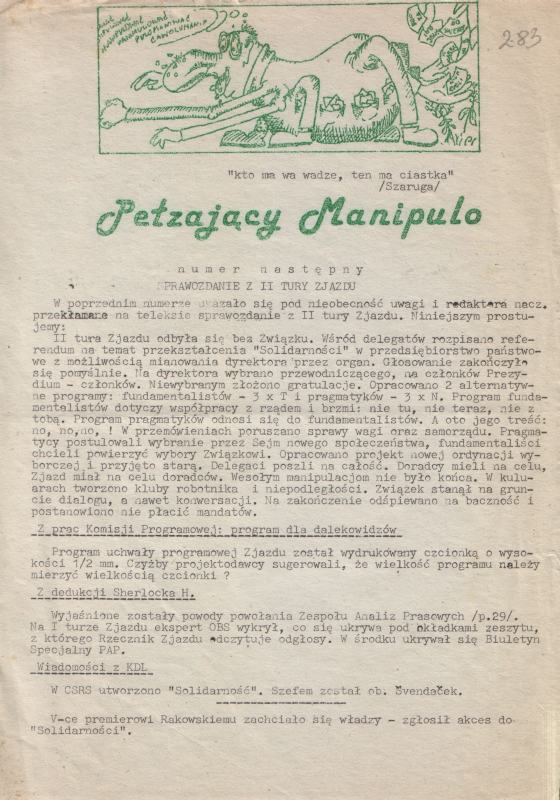 283
"kto ma wa wadze, ten ma ciastka"
/Szaruga/
Pełzający Manipulo
numer następny
SPRAWOZDANIE Z II TURY ZJAZDU
W poprzednim numerze ukazało się pod nieobecność uwagi i redaktora nacz.
przekłamane na teleksie sprawozdanie z II tury Zjazdu. Niniejszym prostu-
jemy:
II tura Zjazdu odbyła się bez Związku. Wśród delegatów rozpisano refe-
rendum na temat przekształcenia "Solidarności" w przedsiębiorstwo państwo-
we z możliwością mianowania dyrektora przez organ. Głosowanie zakończyło
się pomyślnie. Na dyrektora wybrano przewodniczącego, na członków Prezy-
dium - członków. Niewybranym złożono gratulacje. Opracowano 2 alternatyw-
ne programy: fundamentalistów - 3 x T i pragmatyków - 3 x N. Program funda-
mentalistów dotyczy współpracy z rządem i brzmi: nie tu, nie teraz, nie z
tobą. Program pragmatyków odnosi się do fundamentalistów. A oto jego treść:
no, no, no, ! W przemówieniach poruszano sprawy wagi oraz samorządu. Pragma-
tycy postulowali wybranie przez Sejm nowego społeczeństwa, fundamentaliści
chcieli powierzyć wybory Związkowi. Opracowano projekt nowej ordynacji wy-
borczej i przyjęto starą. Delegaci poszli na całość. Doradcy mieli na celu,
Zjazd miał na celu doradców. Wesołym manipulacjom nie było końca. W kulu-
arach tworzono kluby robotnika i niepodległości. Związek stanął na grun-
cie dialogu, a nawet konwersacji. Na zakończenie odśpiewano na baczność i
postanowiono nie płacić mandatów.
Z prac Komisji Programowej: program dla dalekowidzów
Program uchwały programowej Zjazdu został wydrukowany czcionką o wyso-
kości 1/2 mm. Czyżby projektodawcy sugerowali, że wielkość programu należy
mierzyć wielkością czcionki ?
Z dedukcji Sherlocka H.
Wyjaśnione zostały powody powołania Zespołu Analiz Prasowych /p.29/.
Na I turze Zjazdu ekspert OBS wykrył, co się ukrywa pod okładkami zeszytu,
z którego Rzecznik Zjazdu odczytuje odgłosy. W środku ukrywał się Biuletyn
Specjalny PAP.
Wiadomości z KDL
W CSRS utworzono "Solidarność". Szefem został ob. Švendaček.
V-ce premierowi Rakowskiemu zachciało się władzy - zgłosił akces do
"Solidarności".